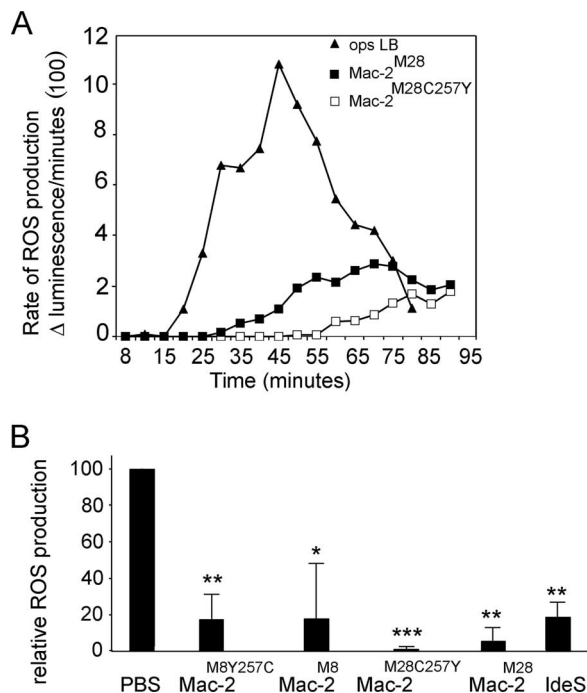 A
12
10
8
6
4
2
0
Rate of ROS production
Δ luminescence/minutes (100)
ops LB
Mac-2M28
Mac-2M28C257Y
8 15 25 35 45 55 65 75 85 95
Time (minutes)
B
100
80
60
40
20
0
relative ROS production
** * *** ** **
PBS Mac-2M8Y257C Mac-2M8 Mac-2M28C257Y Mac-2M28 IdeS